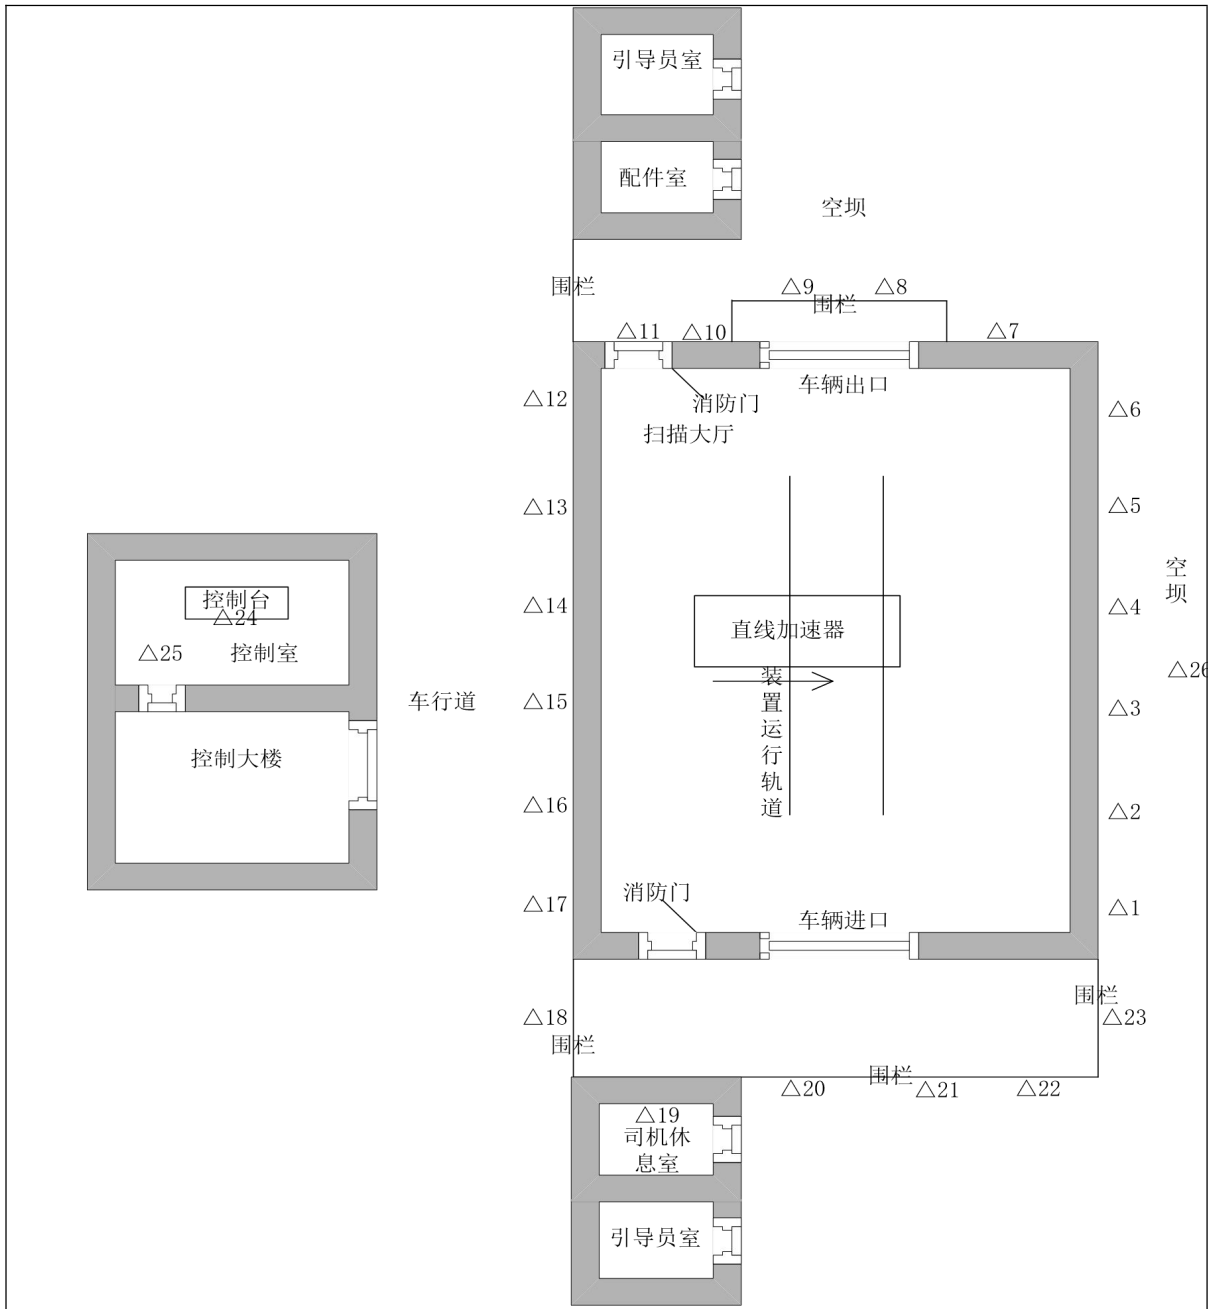 引导员室
配件室
空坝
围栏
△9
△8
围栏
△11
△10
△7
车辆出口
△12
消防门
△6
扫描大厅
△13
△5
空
坝
控制台
△24
△14
△4
直线加速器
△25
控制室
△26
装
置
运
行
轨
道
车行道
△15
△3
控制大楼
△16
△2
消防门
△17
车辆进口
△1
围栏
△18
△23
围栏
围栏
△20
△21
△22
△19
司机休
息室
引导员室